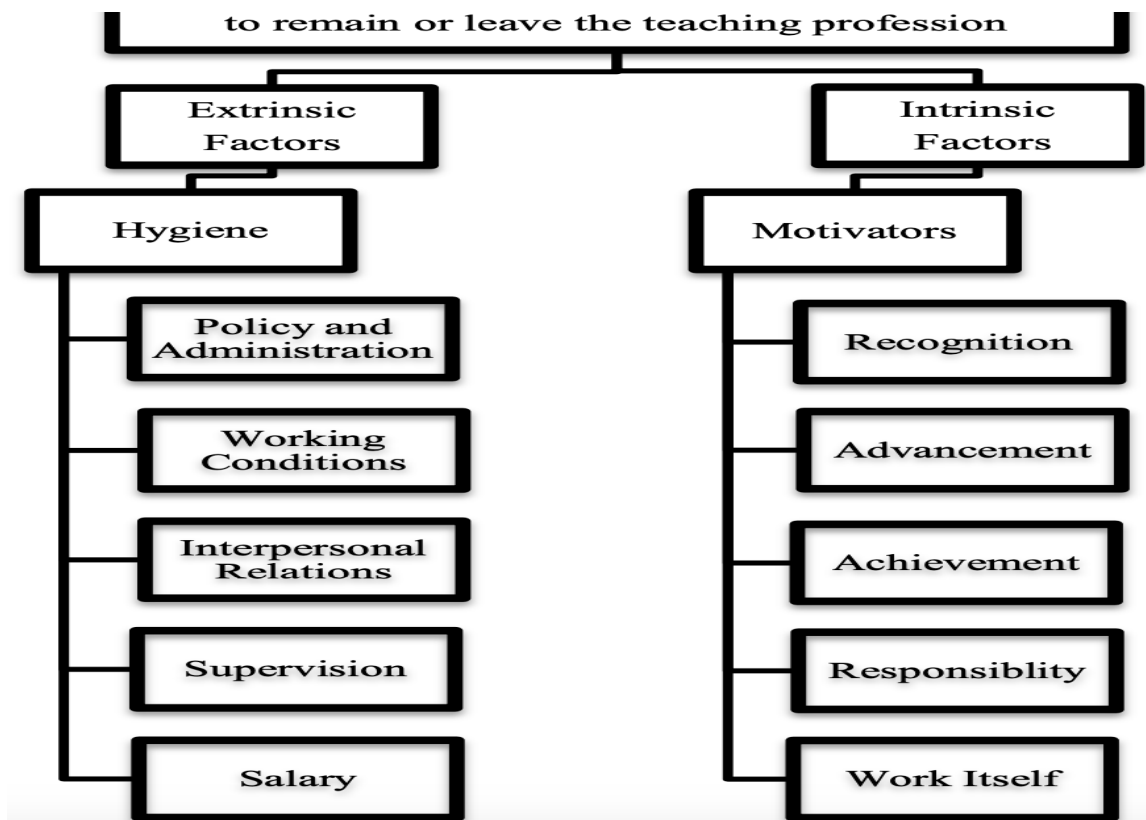 to remain or leave the teaching profession
Extrinsic
Factors
Intrinsic
Factors
Hygiene
Motivators
Policy and
Administration
Working
Conditions
Interpersonal
Relations
Supervision
Salary
Recognition
Advancement
Achievement
Responsiblity
Work Itself